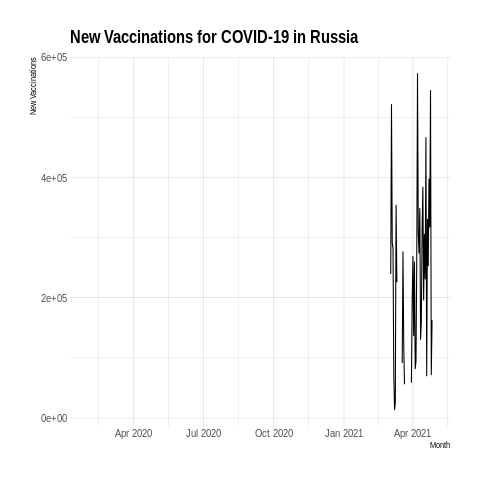 New Vaccinations for COVID-19 in Russia
6e+05
New Vaccinations
4e+05
2e+05
0e+00
Apr 2020 Jul 2020 Oct 2020 Jan 2021 Apr 2021
Month